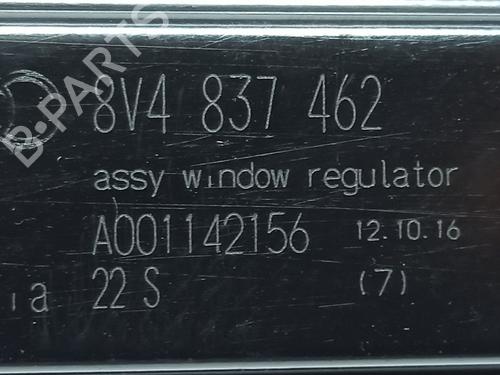 8V4 837 462
B-PARTS
assy window regulator
A001142156 12.10.16
22 S (7)